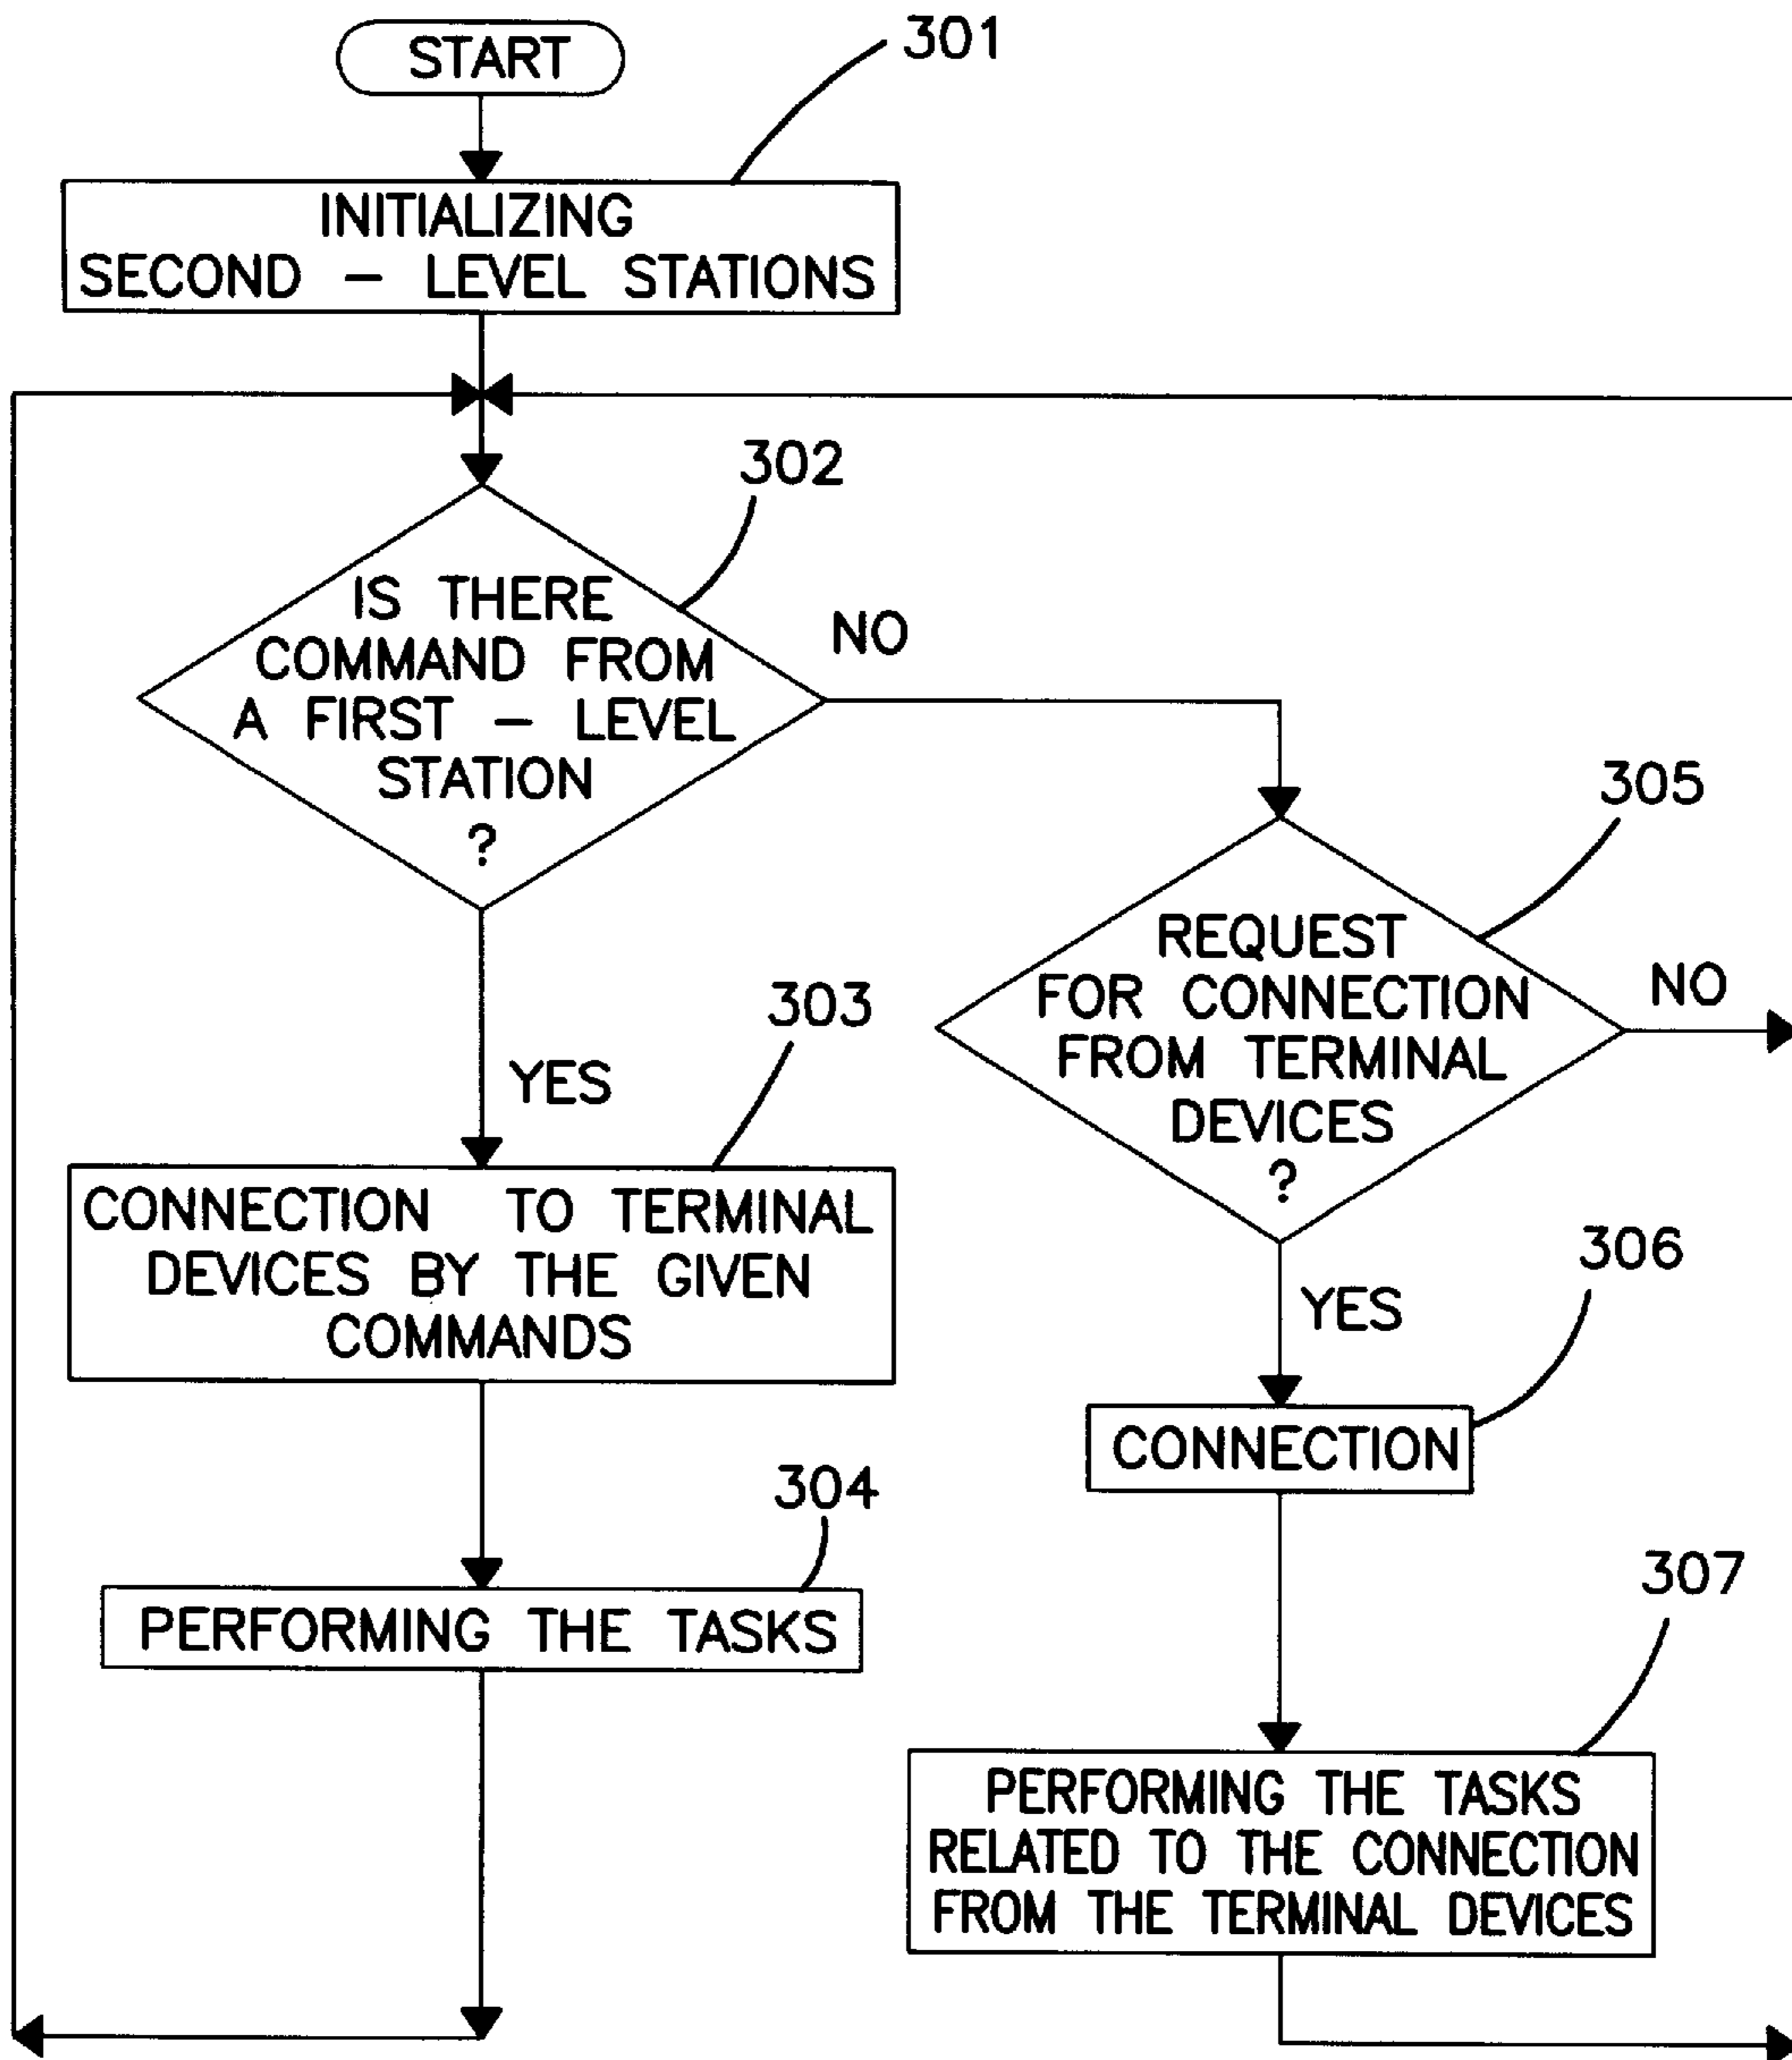 START
301
INITIALIZING
SECOND – LEVEL STATIONS
302
IS THERE
COMMAND FROM
A FIRST – LEVEL
STATION
?
NO
305
REQUEST
FOR CONNECTION
FROM TERMINAL
DEVICES
?
NO
303
YES
CONNECTION TO TERMINAL
DEVICES BY THE GIVEN
COMMANDS
306
YES
CONNECTION
304
PERFORMING THE TASKS
307
PERFORMING THE TASKS
RELATED TO THE CONNECTION
FROM THE TERMINAL DEVICES